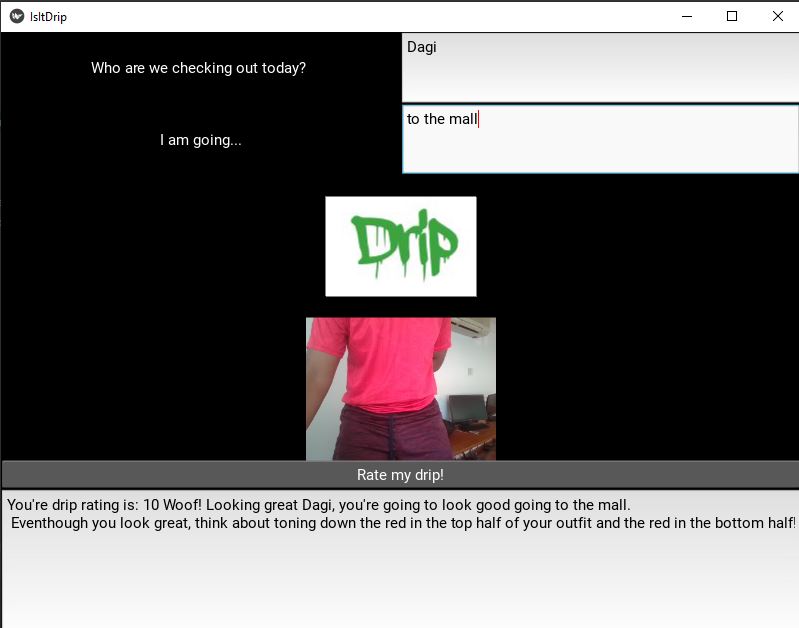 IsItDrip
Who are we checking out today?
Dagi
I am going...
to the mall
Drip
Rate my drip!
You're drip rating is: 10 Woof! Looking great Dagi, you're going to look good going to the mall.
Eventhough you look great, think about toning down the red in the top half of your outfit and the red in the bottom half!